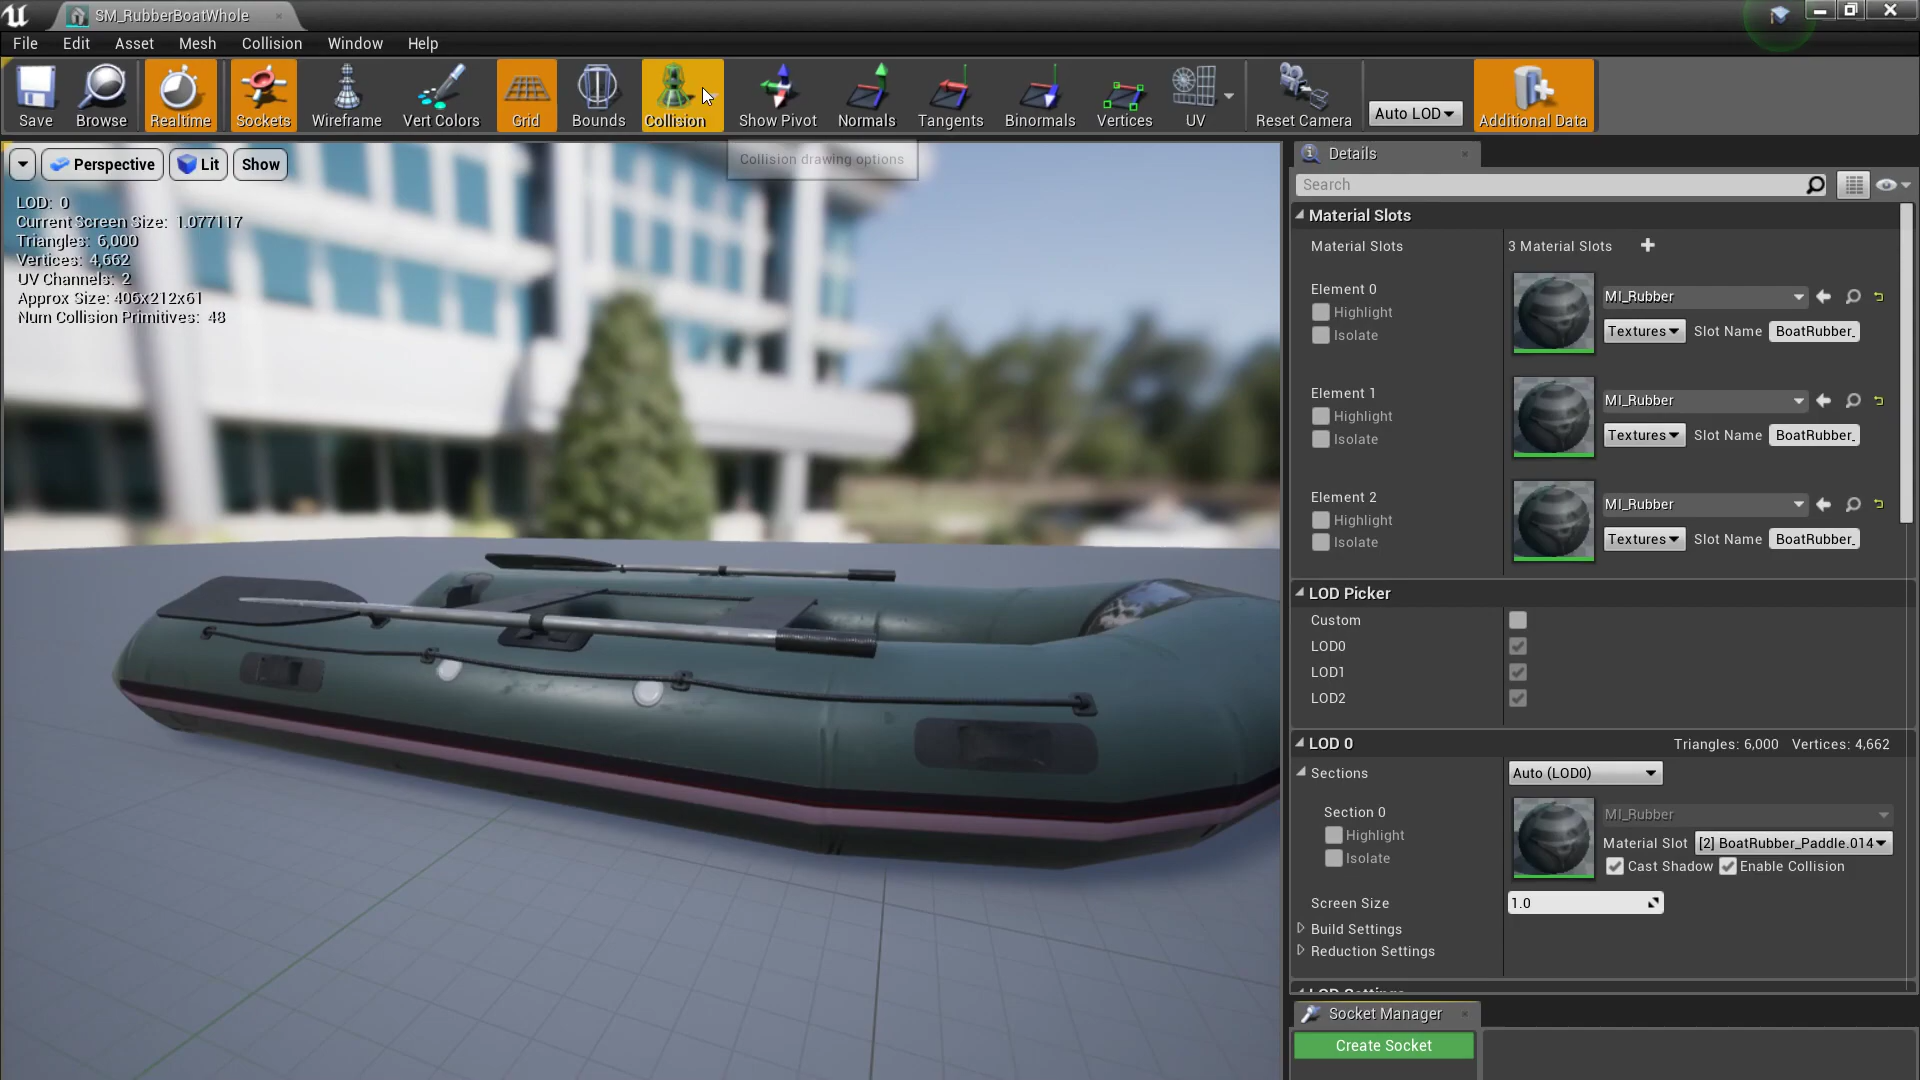 SM_RubberBoatWhole
File Edit Asset Mesh Collision Window Help
Save Browse Realtime Sockets Wireframe Vert Colors Grid Bounds Collision Show Pivot Normals Tangents Binormals Vertices UV Reset Camera Auto LOD Additional Data
Collision drawing options
Perspective Lit Show
LOD: 0
Current Screen Size: 1.077117
Triangles: 6,000
Vertices: 4,662
UV Channels: 2
Approx Size: 406x212x61
Num Collision Primitives: 48
Details
Search
Material Slots
Material Slots 3 Material Slots
Element 0
Highlight
Isolate
MI_Rubber
Textures Slot Name BoatRubber_
Element 1
Highlight
Isolate
MI_Rubber
Textures Slot Name BoatRubber_
Element 2
Highlight
Isolate
MI_Rubber
Textures Slot Name BoatRubber_
LOD Picker
Custom
LOD0
LOD1
LOD2
LOD 0 Triangles: 6,000 Vertices: 4,662
Sections Auto (LOD0)
Section 0
Highlight
Isolate
MI_Rubber
Material Slot [2] BoatRubber_Paddle.014
Cast Shadow Enable Collision
Screen Size 1.0
Build Settings
Reduction Settings
LOD Settings
Socket Manager
Create Socket